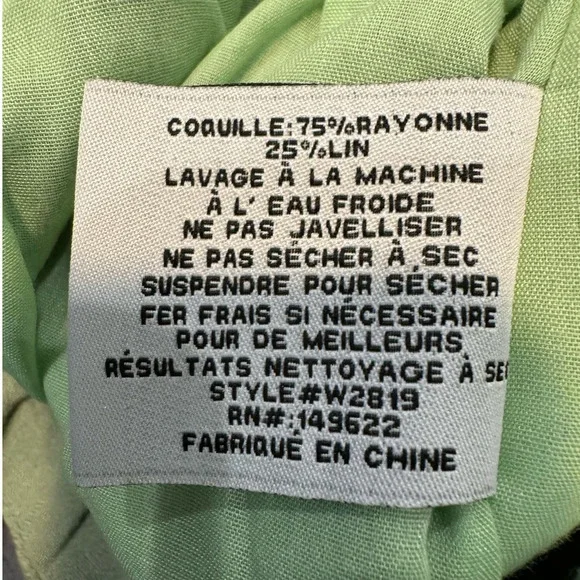 COQUILLE:75%RAYONNE
25%LIN
LAVAGE À LA MACHINE
À L' EAU FROIDE
NE PAS JAVELLISER
NE PAS SÉCHER À SEC
SUSPENDRE POUR SÉCHER
FER FRAIS SI NÉCESSAIRE
POUR DE MEILLEURS
RÉSULTATS NETTOYAGE À SEC
STYLE#W2819
RN#:149622
FABRIQUÉ EN CHINE